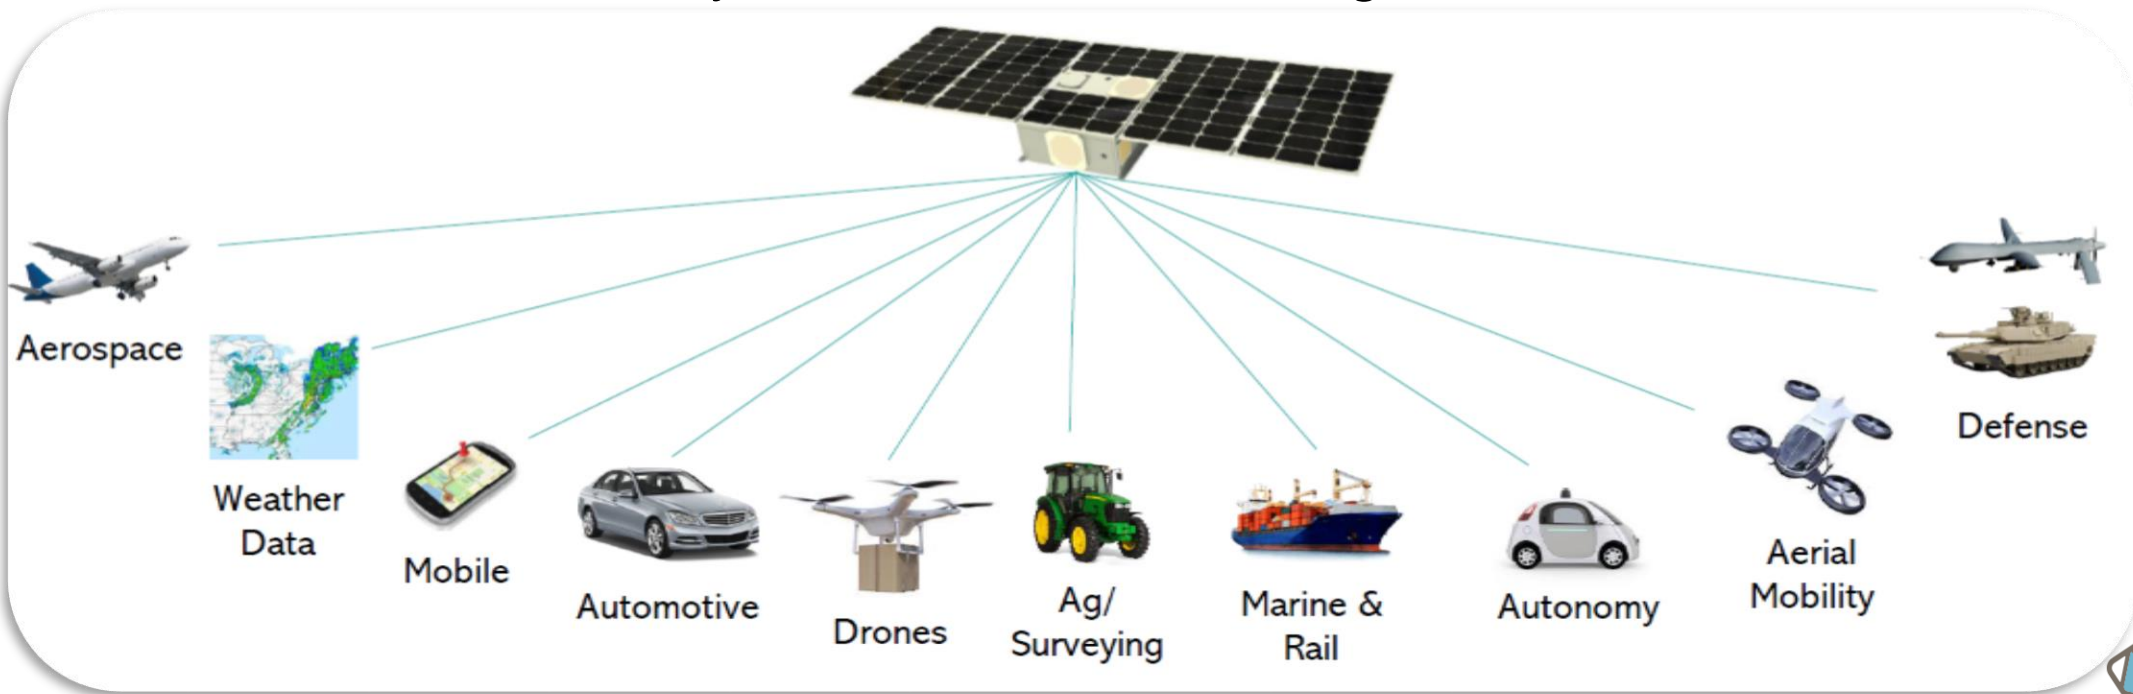 Aerospace
Weather
Data
Mobile
Automotive
Drones
Ag/
Surveying
Marine &
Rail
Autonomy
Aerial
Mobility
Defense